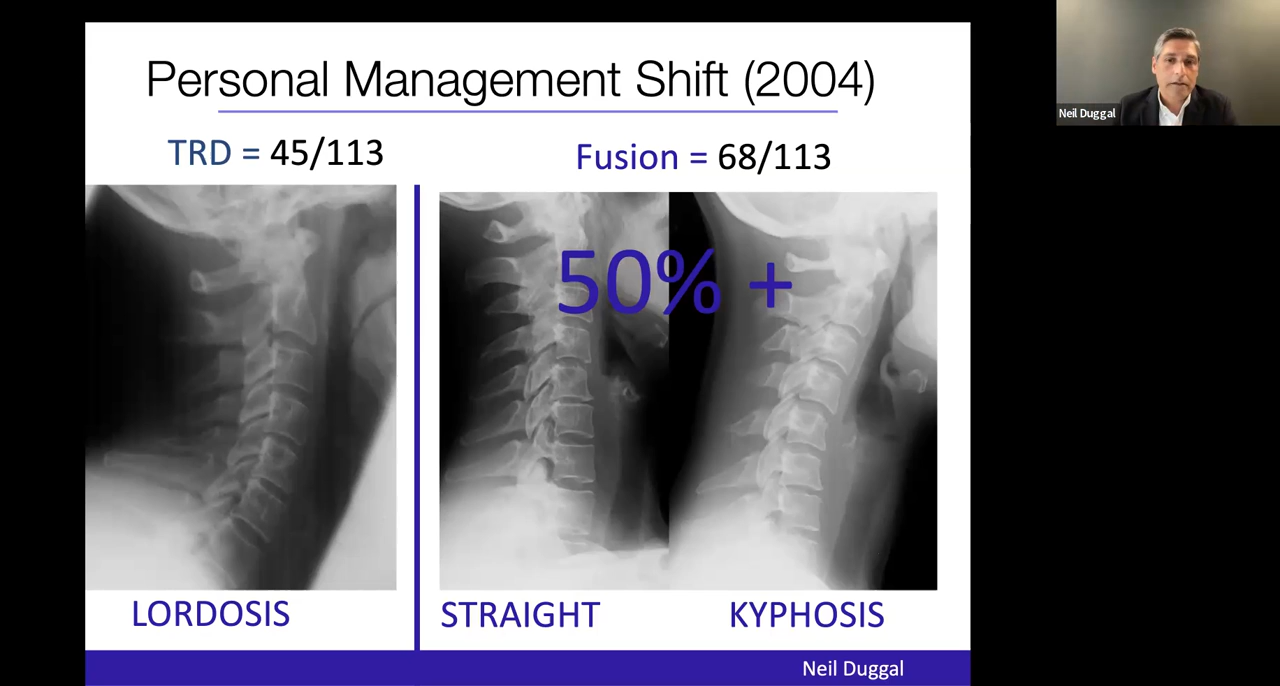 Personal Management Shift (2004)
TRD = 45/113
Fusion = 68/113
50% +
LORDOSIS
STRAIGHT
KYPHOSIS
Neil Duggal
Neil Duggal